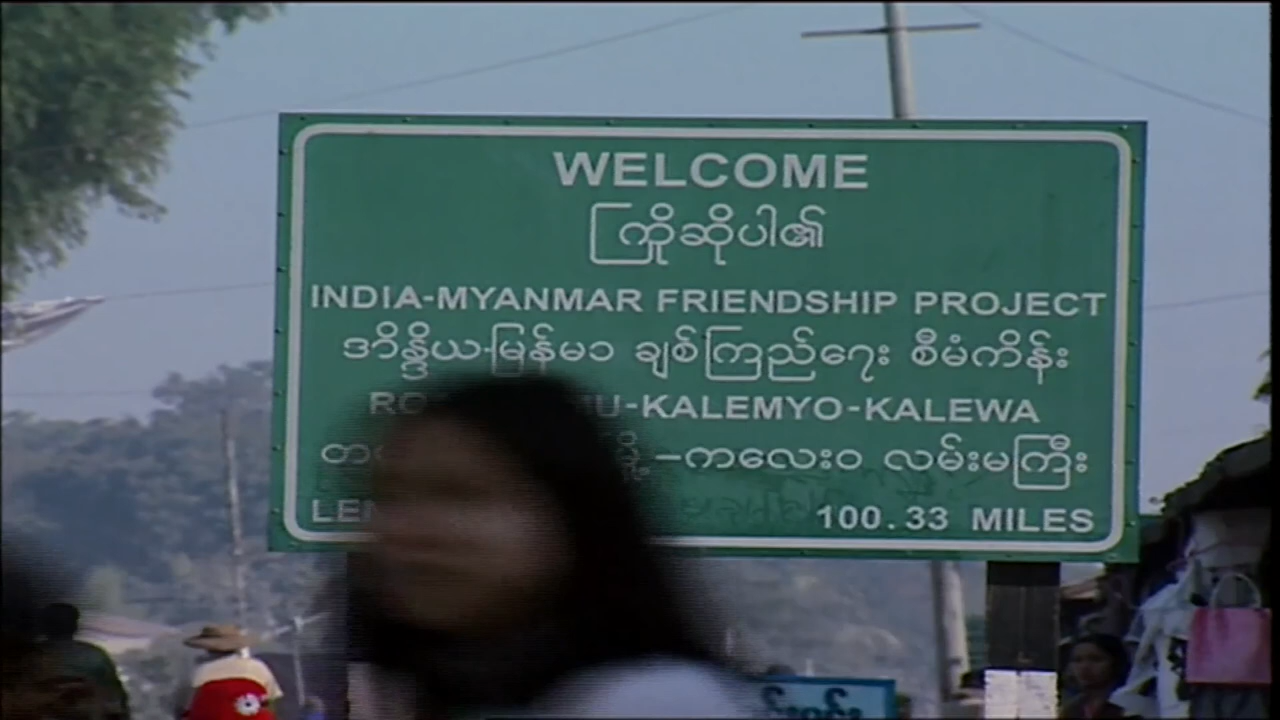 WELCOME
ကြိုဆိုပါ၏
INDIA-MYANMAR FRIENDSHIP PROJECT
အိန္ဒိယ-မြန်မာ ချစ်ကြည်ရေး စီမံကိန်း
-KALEMYO-KALEWA
–ကလေးဝ လမ်းမကြီး
100.33 MILES